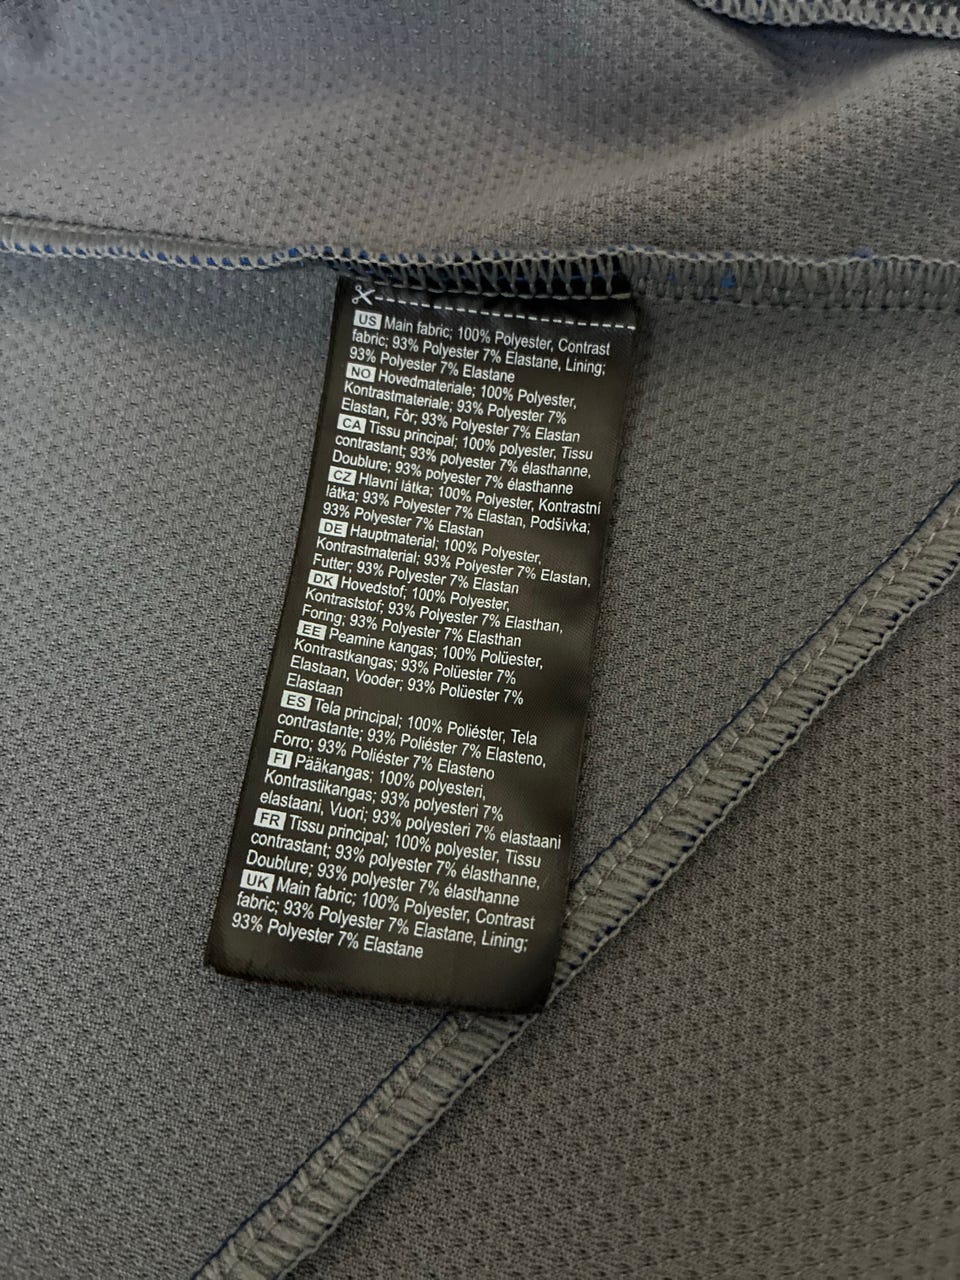 US Main fabric; 100% Polyester, Contrast
fabric; 93% Polyester 7% Elastane, Lining;
93% Polyester 7% Elastane
NO Hovedmateriale; 100% Polyester,
Kontrastmateriale; 93% Polyester 7%
Elastan, Fôr; 93% Polyester 7% Elastan
CA Tissu principal; 100% polyester, Tissu
contrastant; 93% polyester 7% élasthanne,
Doublure; 93% polyester 7% élasthanne
CZ Hlavní látka; 100% Polyester, Kontrastní
látka; 93% Polyester 7% Elastan, Podšívka;
93% Polyester 7% Elastan
DE Hauptmaterial; 100% Polyester,
Kontrastmaterial; 93% Polyester 7% Elastan,
Futter; 93% Polyester 7% Elastan
DK Hovedstof; 100% Polyester,
Kontraststof; 93% Polyester 7% Elasthan,
Foring; 93% Polyester 7% Elasthan
EE Peamine kangas; 100% Polüester,
Kontrastkangas; 93% Polüester 7%
Elastaan, Vooder; 93% Polüester 7%
Elastaan
ES Tela principal; 100% Poliéster, Tela
contrastante; 93% Poliéster 7% Elasteno,
Forro; 93% Poliéster 7% Elasteno
FI Pääkangas; 100% polyesteri,
Kontrastikangas; 93% polyesteri 7%
elastaani, Vuori; 93% polyesteri 7% elastaani
FR Tissu principal; 100% polyester, Tissu
contrastant; 93% polyester 7% élasthanne,
Doublure; 93% polyester 7% élasthanne
UK Main fabric; 100% Polyester, Contrast
fabric; 93% Polyester 7% Elastane, Lining;
93% Polyester 7% Elastane